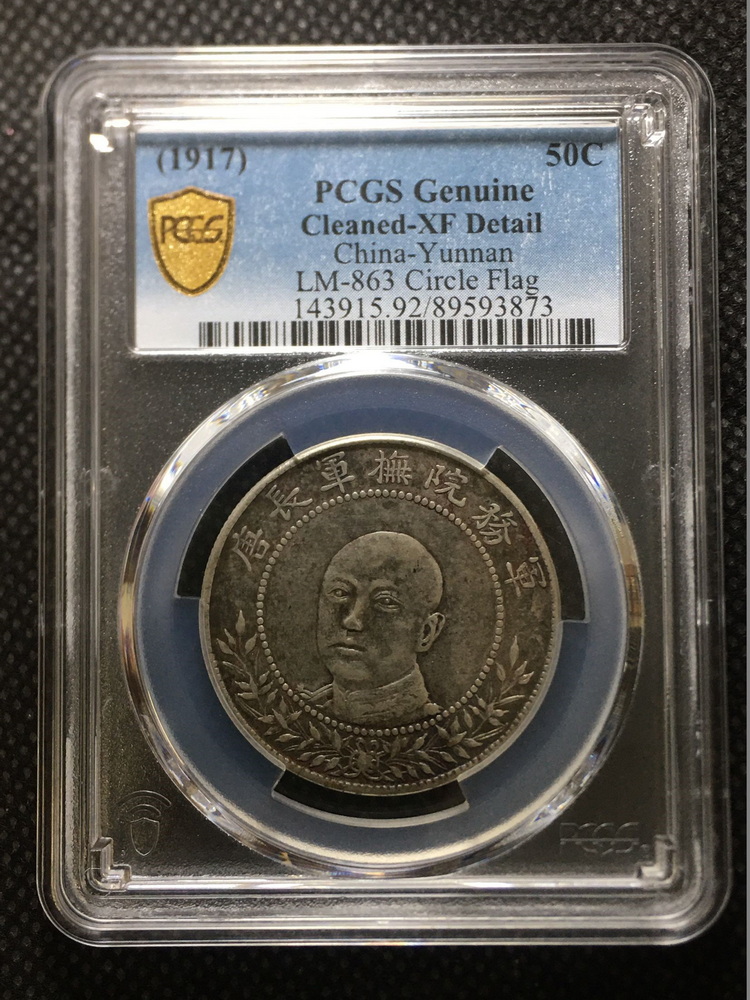 (1917) 50C
PCGS Genuine
PCGS
Cleaned-XF Detail
China-Yunnan
LM-863 Circle Flag
143915.92/89593873
唐長軍撫院務軍
PCGS